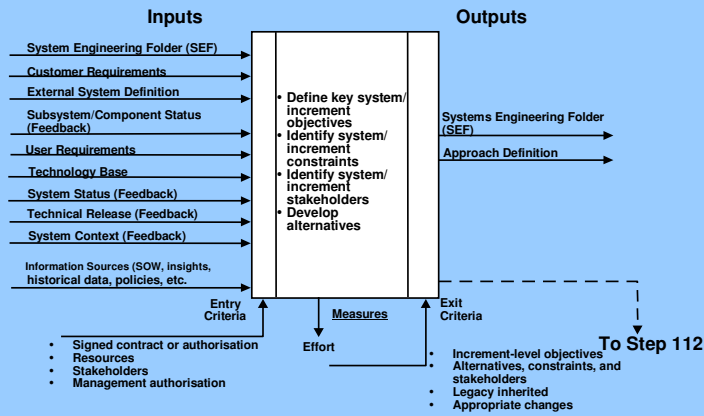 Inputs
Outputs
System Engineering Folder (SEF)
Customer Requirements
External System Definition
Subsystem/Component Status
(Feedback)
User Requirements
Technology Base
System Status (Feedback)
Technical Release (Feedback)
System Context (Feedback)
Information Sources (SOW, insights,
historical data, policies, etc.
• Define key system/
increment
objectives
• Identify system/
increment
constraints
• Identify system/
increment
stakeholders
• Develop
alternatives
Systems Engineering Folder
(SEF)
Approach Definition
Entry
Criteria
Measures
Exit
Criteria
Effort
To Step 112
• Signed contract or authorisation
• Resources
• Stakeholders
• Management authorisation
• Increment-level objectives
• Alternatives, constraints, and
stakeholders
• Legacy inherited
• Appropriate changes